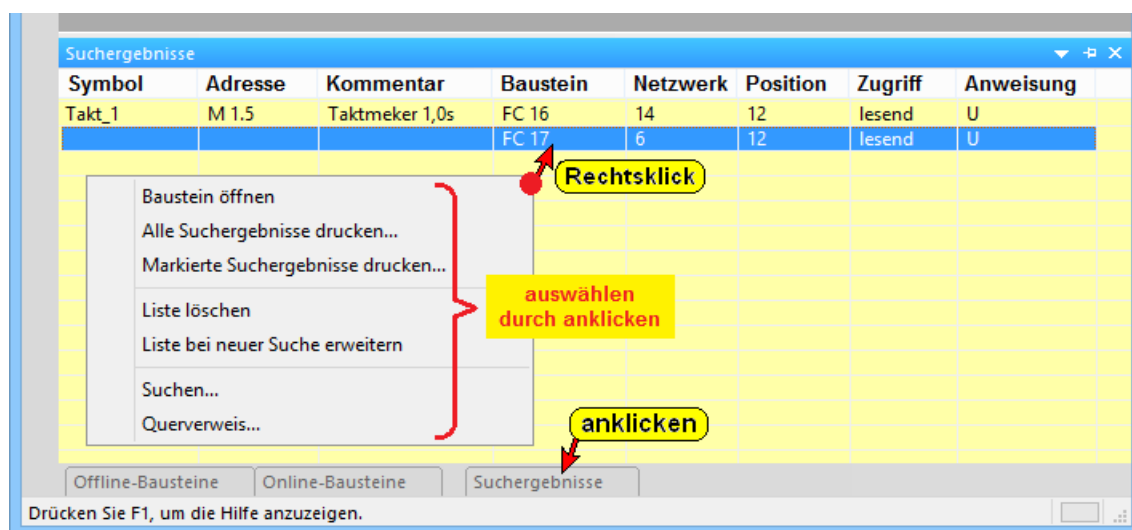 Suchergebnisse
Symbol Adresse Kommentar Baustein Netzwerk Position Zugriff Anweisung
Takt_1 M 1.5 Taktmeker 1,0s FC 16 14 12 lesend U
FC 17 6 12 lesend U
Rechtsklick
Baustein öffnen
Alle Suchergebnisse drucken...
Markierte Suchergebnisse drucken...
auswählen
durch anklicken
Liste löschen
Liste bei neuer Suche erweitern
Suchen...
Querverweis...
anklicken
Offline-Bausteine Online-Bausteine Suchergebnisse
Drücken Sie F1, um die Hilfe anzuzeigen.